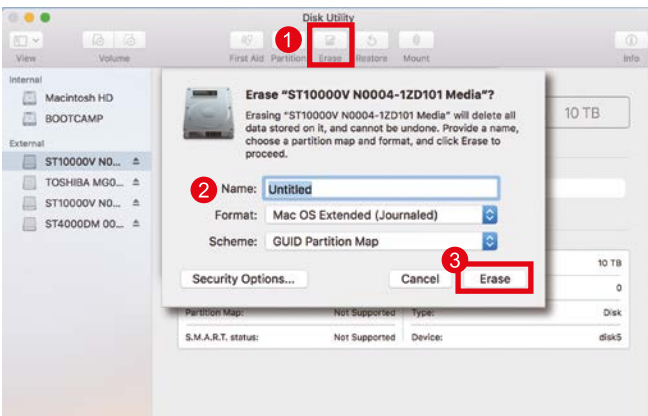 Disk Utility
1
View
Volume
First Aid
Partition
Erase
Restore
Mount
Info
Internal
Macintosh HD
BOOTCAMP
External
ST10000V N0...
TOSHIBA MG0...
ST10000V N0...
ST4000DM 00...
10 TB
Erase “ST10000V N0004-1ZD101 Media”?
Erasing “ST10000V N0004-1ZD101 Media” will delete all
data stored on it, and cannot be undone. Provide a name,
choose a partition map and format, and click Erase to
proceed.
2
Name: Untitled
Format: Mac OS Extended (Journaled)
Scheme: GUID Partition Map
3
Security Options...
Cancel
Erase
10 TB
0
Partition Map: Not Supported
Type: Disk
S.M.A.R.T. status: Not Supported
Device: disk5